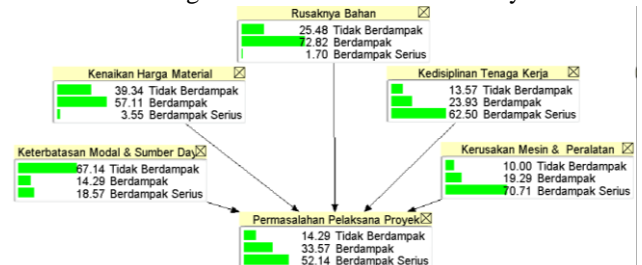 Rusaknya Bahan
25.48 Tidak Berdampak
72.82 Berdampak
1.70 Berdampak Serius
Kenaikan Harga Material
39.34 Tidak Berdampak
57.11 Berdampak
3.55 Berdampak Serius
Kedisiplinan Tenaga Kerja
13.57 Tidak Berdampak
23.93 Berdampak
62.50 Berdampak Serius
Keterbatasan Modal & Sumber Day
67.14 Tidak Berdampak
14.29 Berdampak
18.57 Berdampak Serius
Kerusakan Mesin & Peralatan
10.00 Tidak Berdampak
19.29 Berdampak
70.71 Berdampak Serius
Permasalahan Pelaksana Proyek
14.29 Tidak Berdampak
33.57 Berdampak
52.14 Berdampak Serius